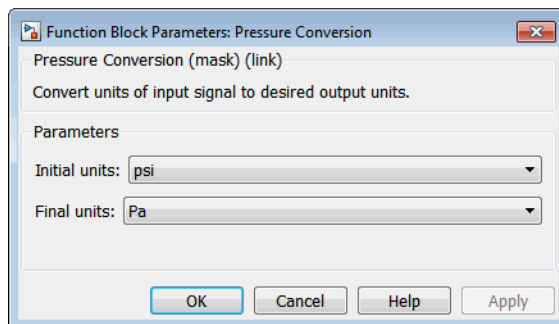 Function Block Parameters: Pressure Conversion
Pressure Conversion (mask) (link)
Convert units of input signal to desired output units.
Parameters
Initial units: psi
Final units: Pa
OK Cancel Help Apply